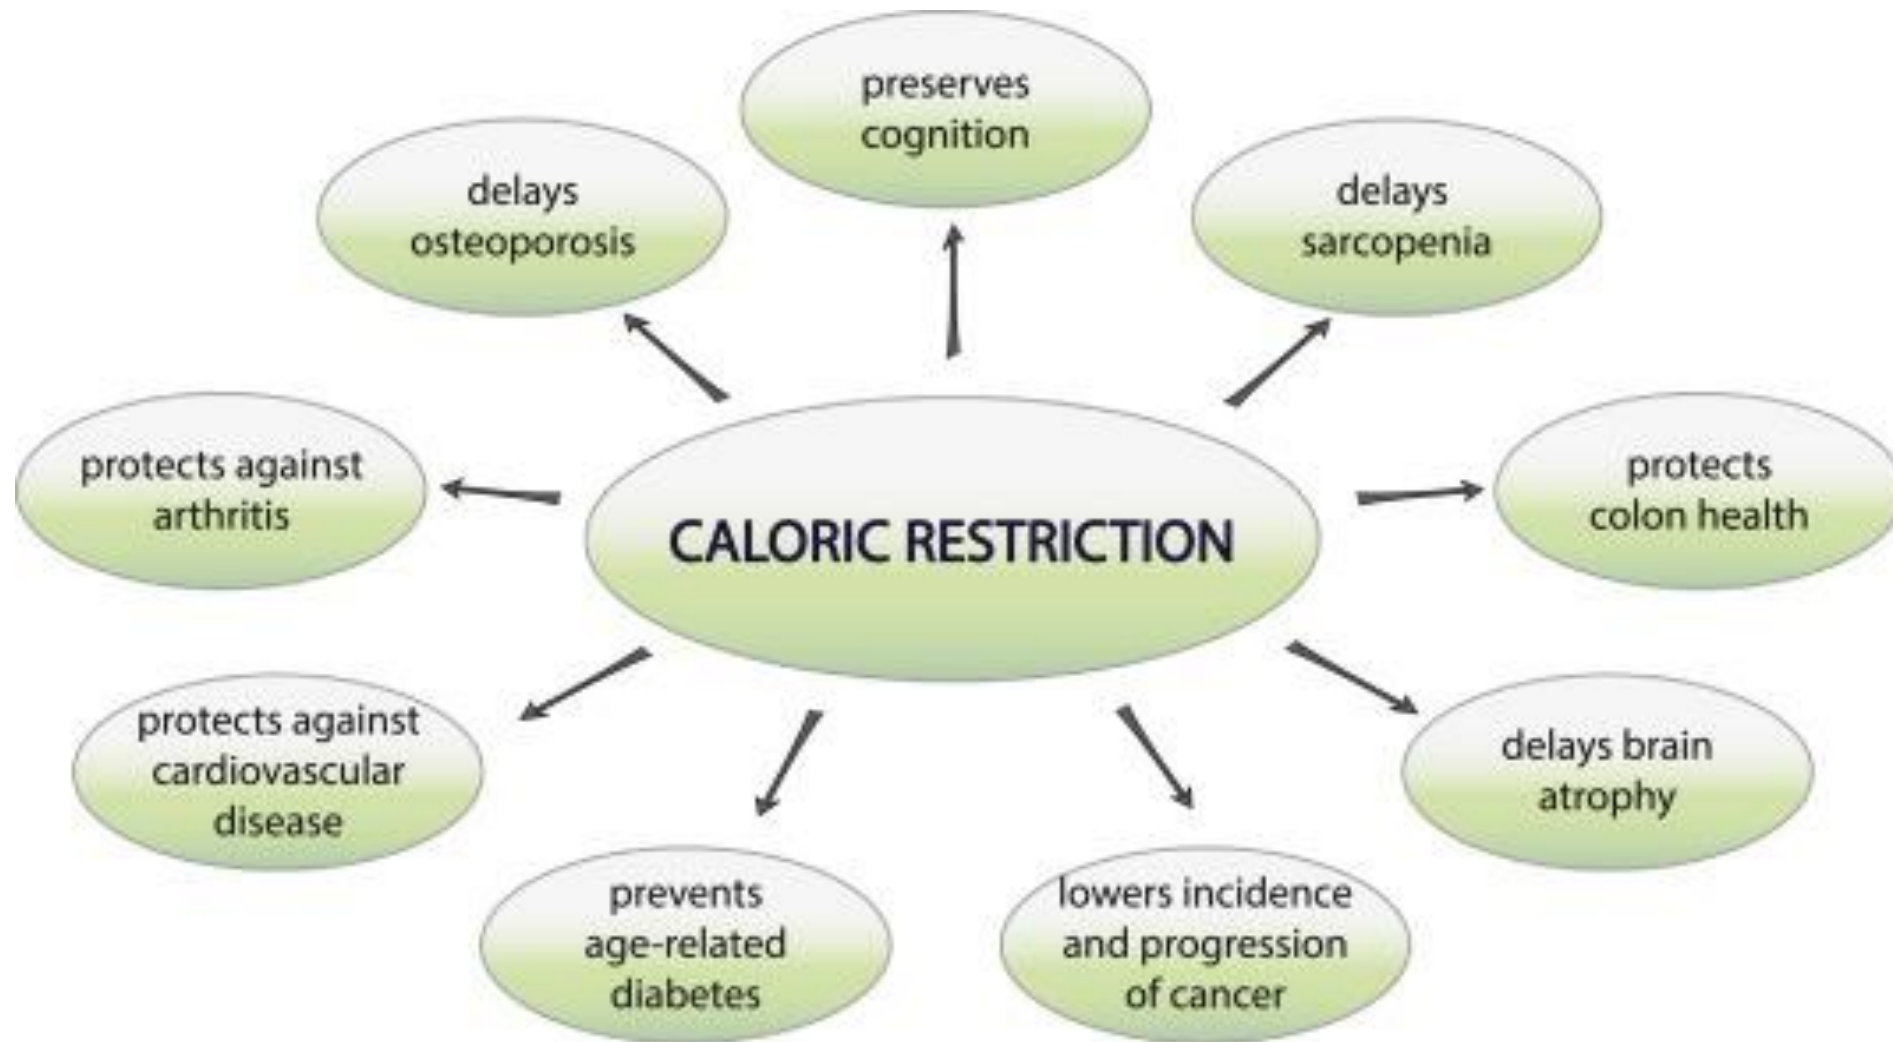 preserves
cognition
delays
osteoporosis
delays
sarcopenia
protects against
arthritis
CALORIC RESTRICTION
protects
colon health
protects against
cardiovascular
disease
delays brain
atrophy
prevents
age-related
diabetes
lowers incidence
and progression
of cancer